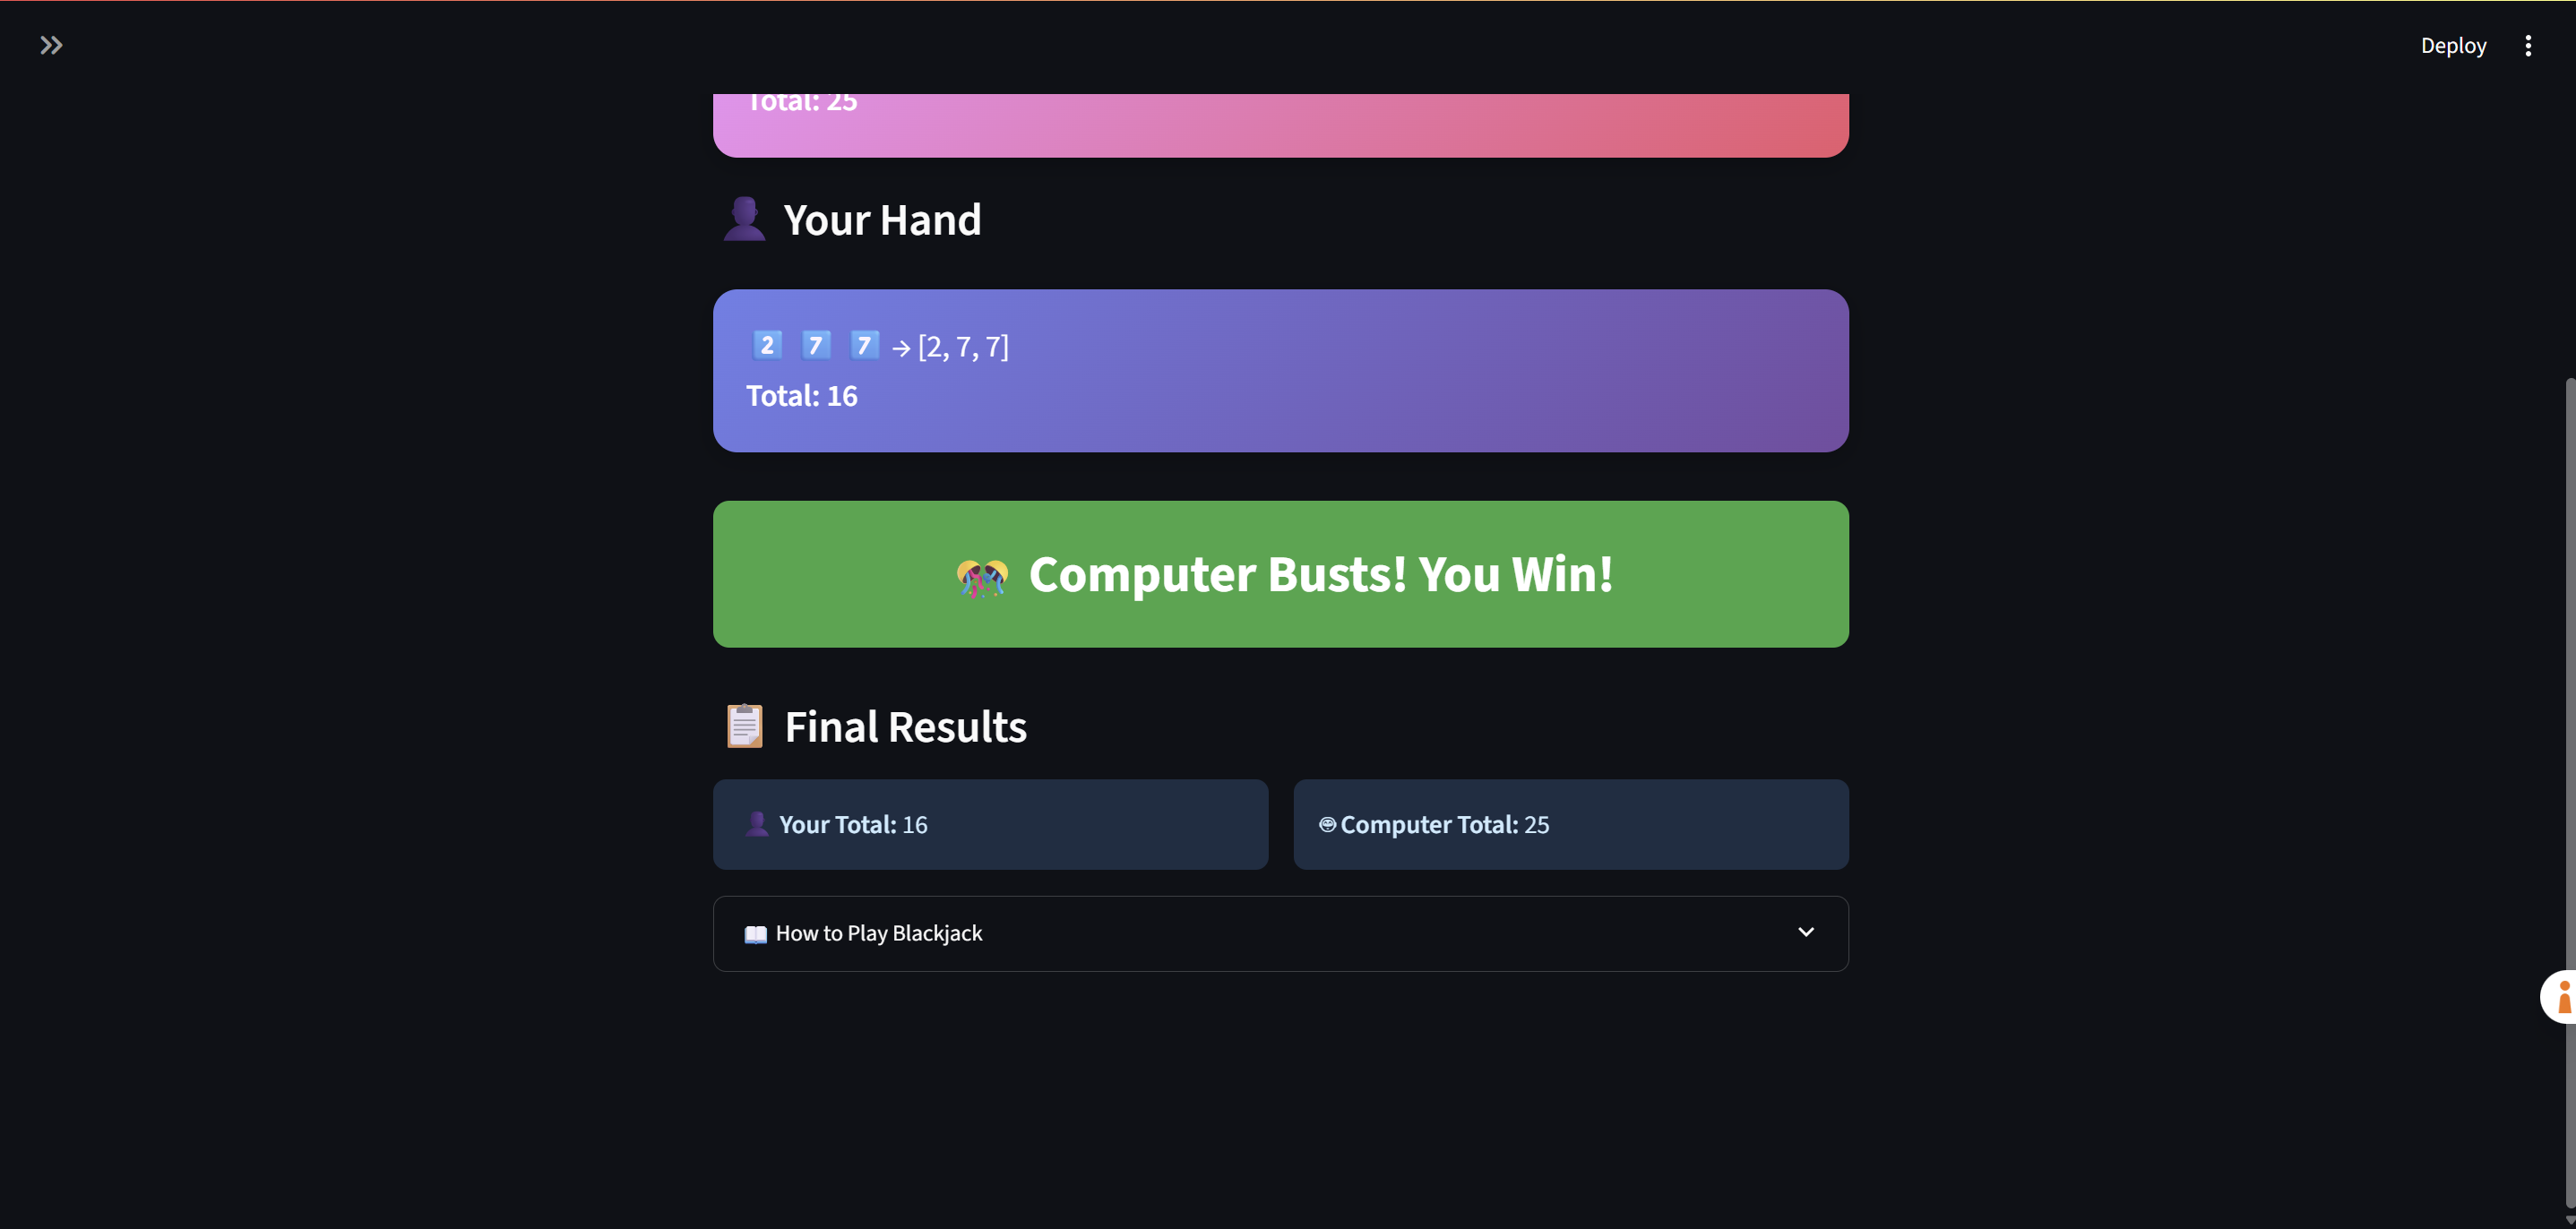 Deploy
Total: 25
Your Hand
2 7 7 → [2, 7, 7]
Total: 16
Computer Busts! You Win!
Final Results
Your Total: 16
Computer Total: 25
How to Play Blackjack